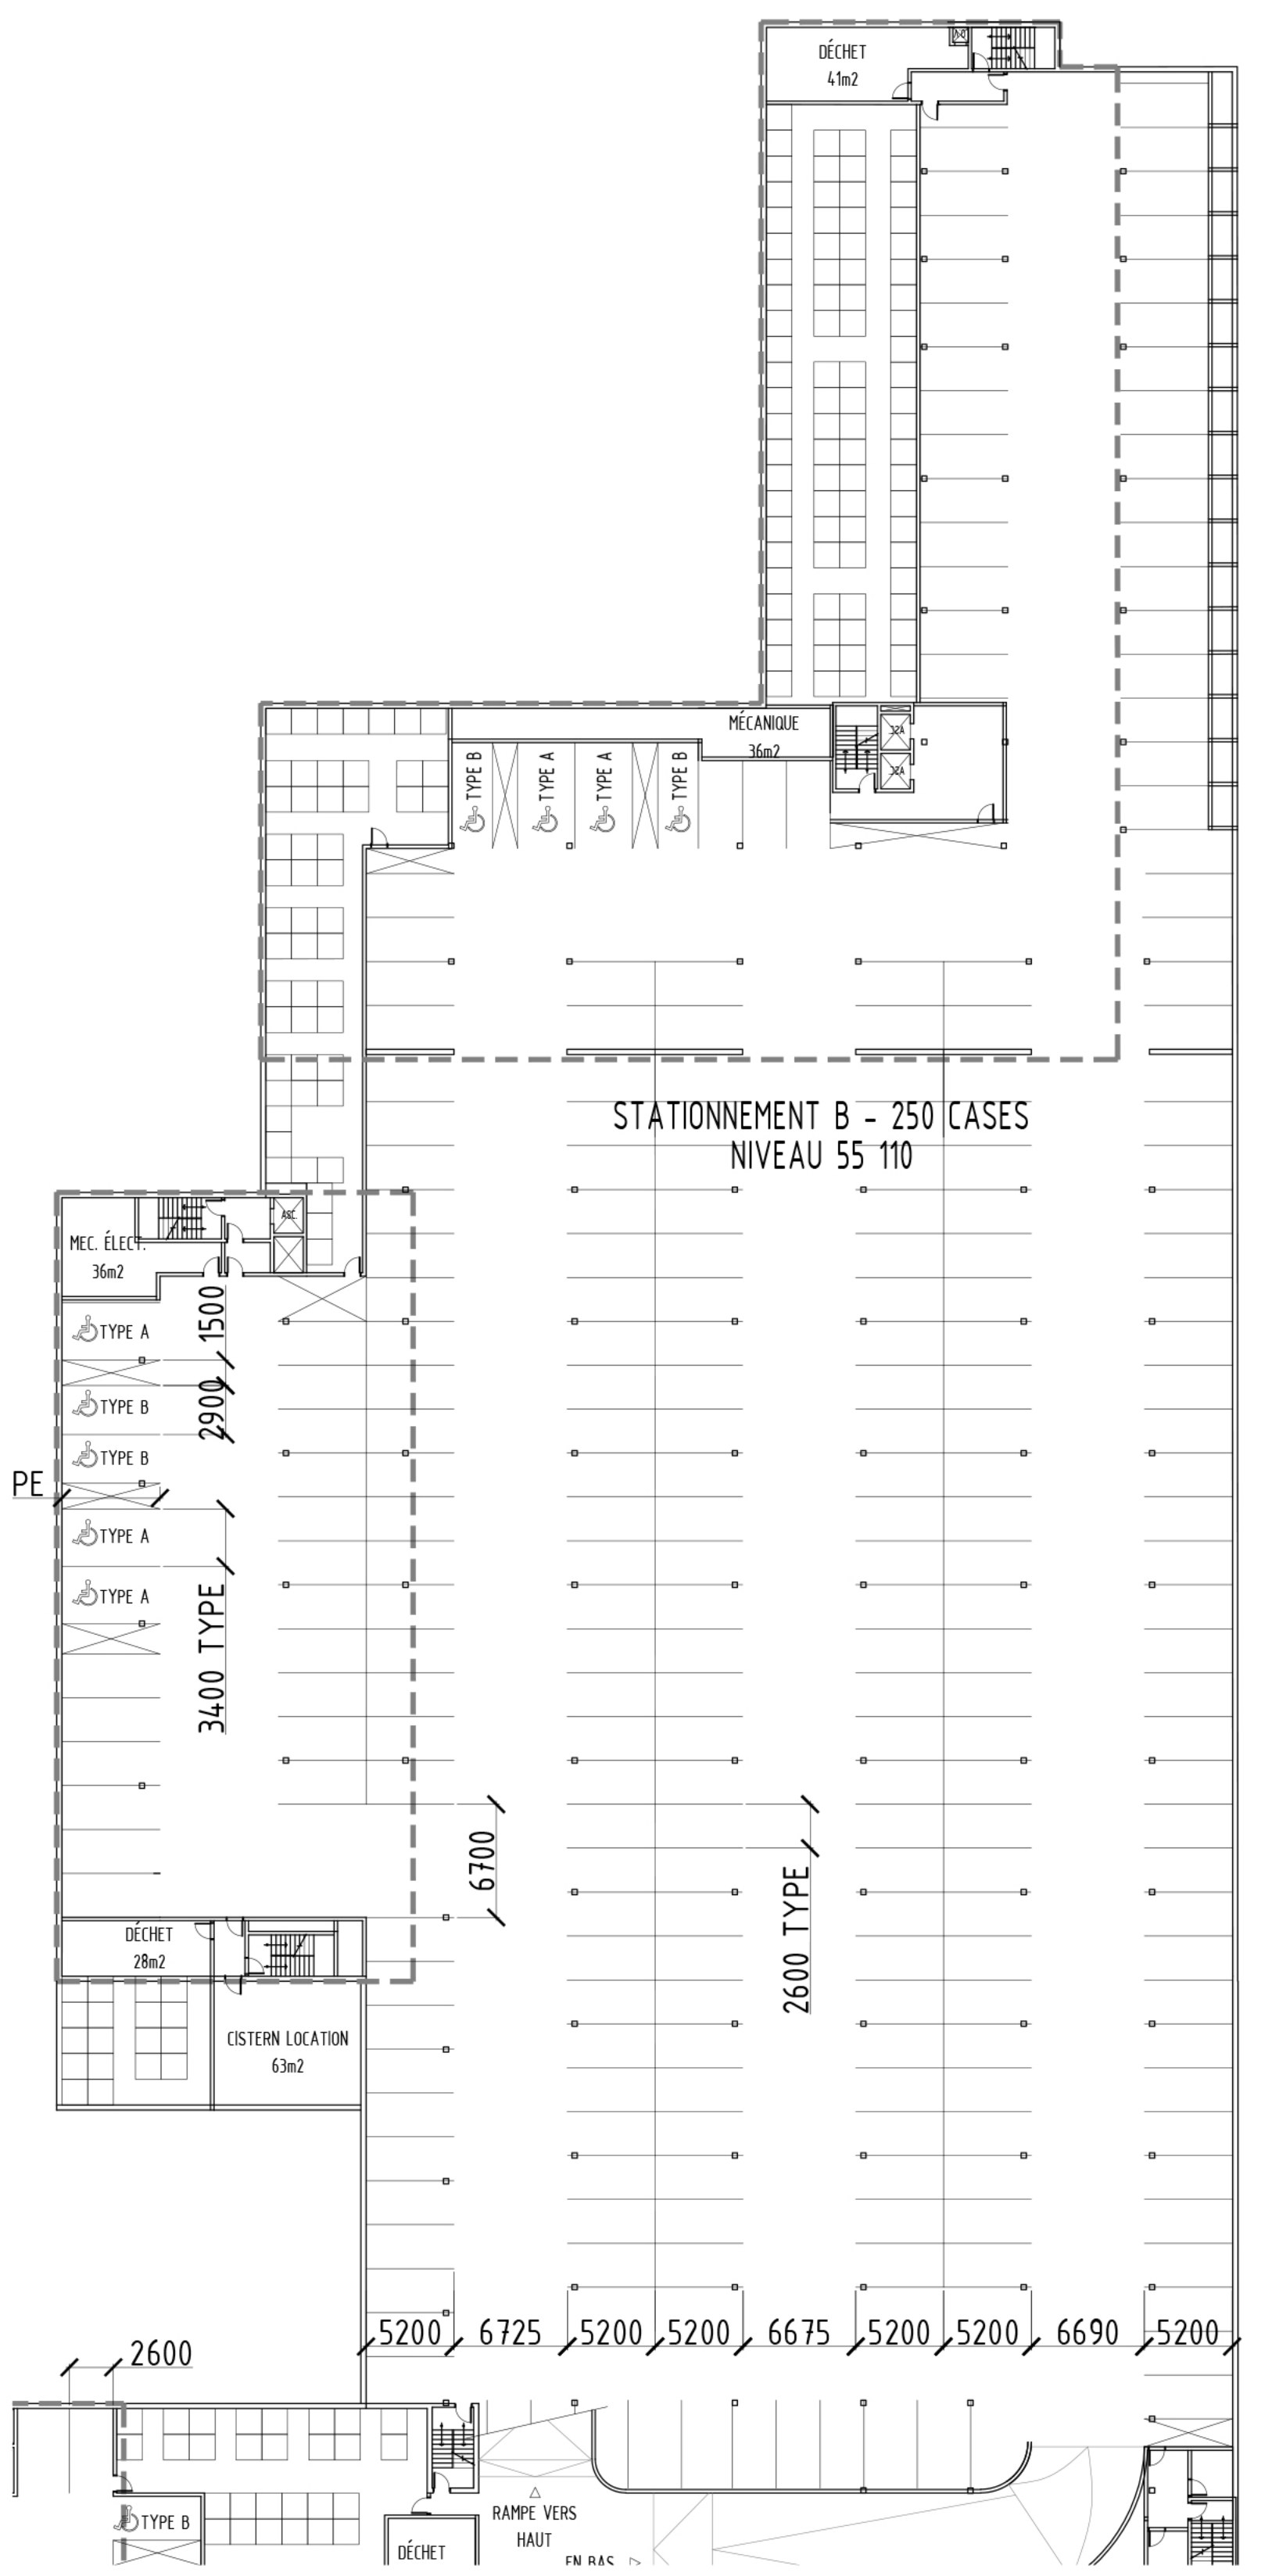 DÉCHET
41m2
MÉCANIQUE
36m2
ASC.
ASC.
TYPE B
TYPE A
TYPE A
TYPE B
STATIONNEMENT B - 250 CASES
NIVEAU 55 110
ASC.
MEC. ÉLECT.
36m2
1500
TYPE A
2900
TYPE B
TYPE B
PE
TYPE A
TYPE A
3400 TYPE
6700
2600 TYPE
DÉCHET
28m2
CISTERN LOCATION
63m2
5200 6725 5200 5200 6675 5200 5200 6690 5200
2600
TYPE B
RAMPE VERS
HAUT
DÉCHET
EN BAS